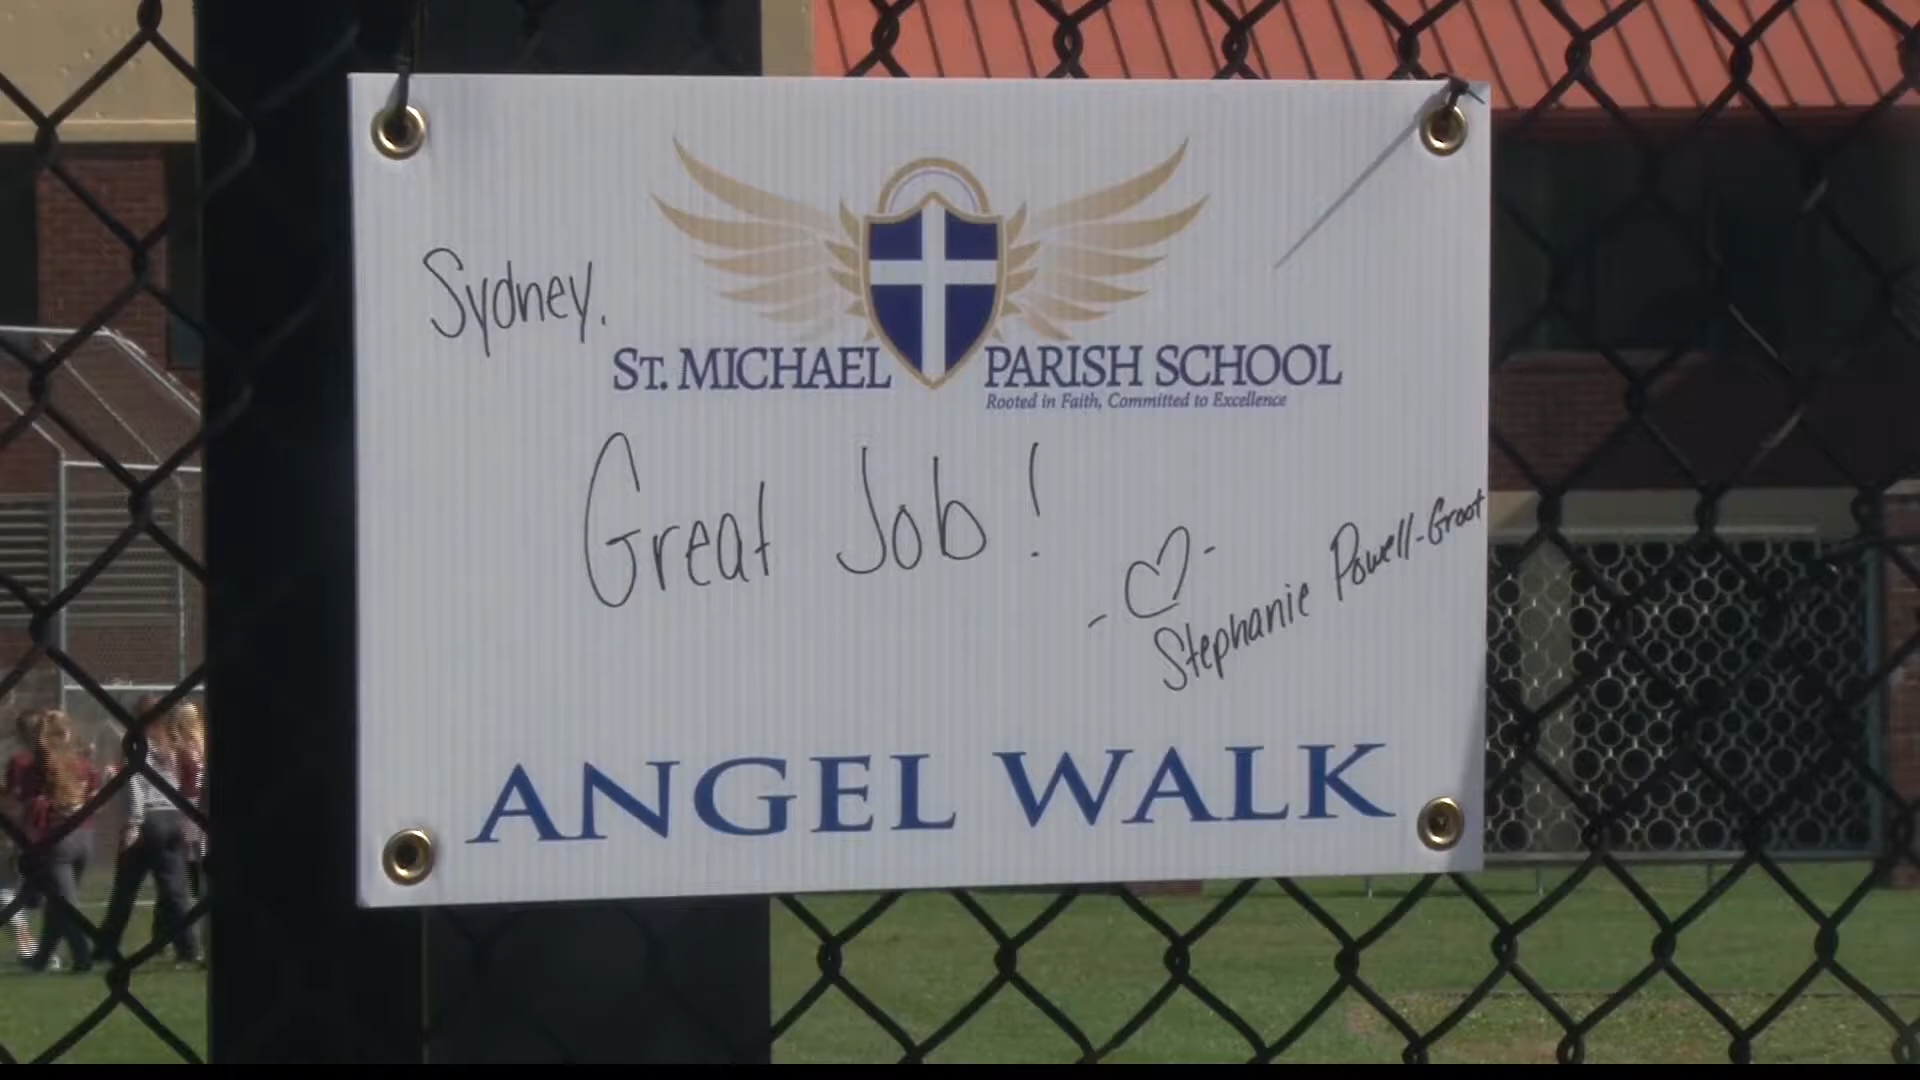 Sydney.
ST. MICHAEL PARISH SCHOOL
Rooted in Faith, Committed to Excellence
Great Job!
Stephanie Powell-Groot
ANGEL WALK